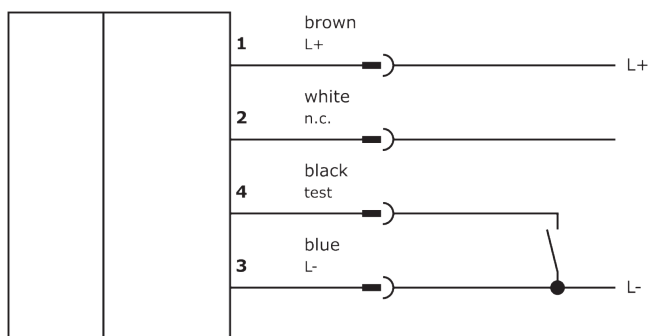 brown
1 L+ L+
white
2 n.c.
black
4 test
blue
3 L- L-